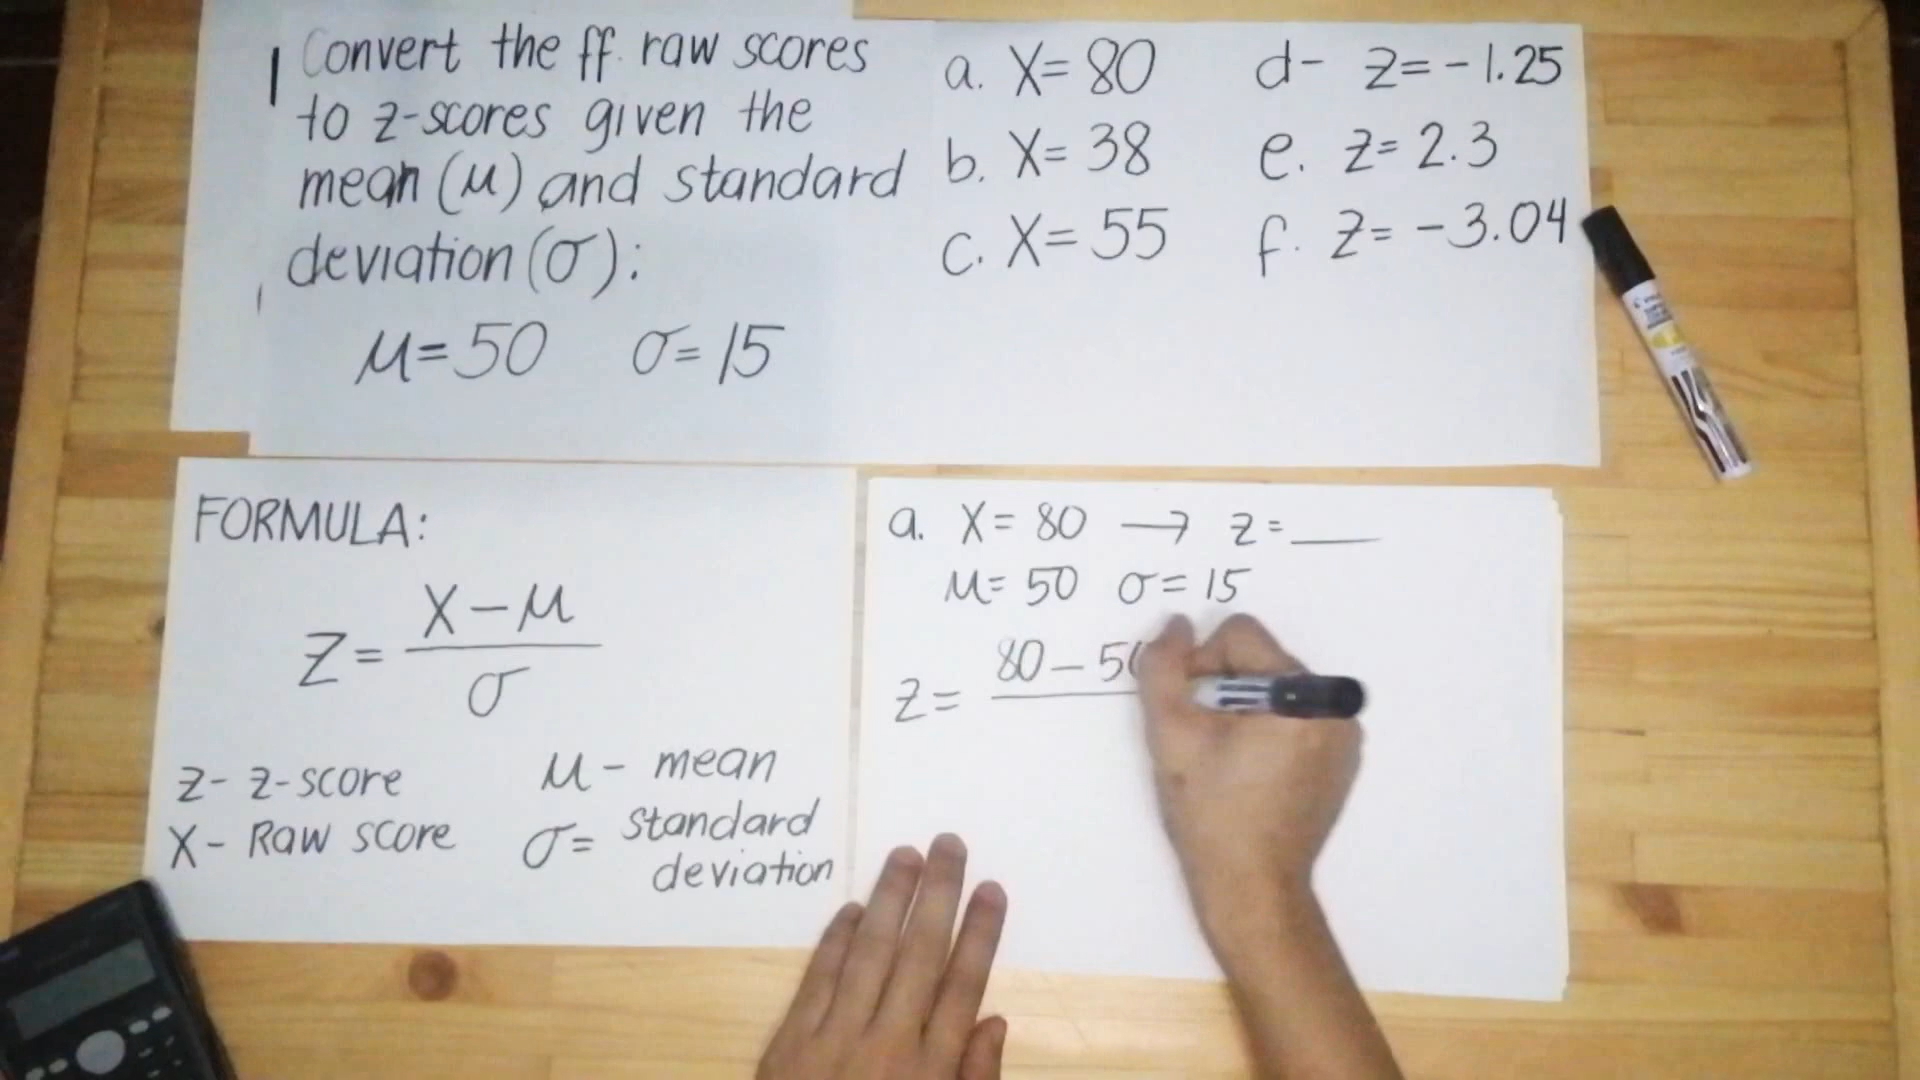 1 Convert the ff. raw scores
to z-scores given the
mean (μ) and standard
deviation (σ):
μ = 50 σ = 15
a. X = 80
b. X = 38
c. X = 55
d- z = -1.25
e. z = 2.3
f. z = -3.04
FORMULA:
z = X - μ
σ
z - z-score
X - Raw score
μ - mean
σ = standard
deviation
a. X = 80 → z = ___
μ = 50 σ = 15
z = 80 - 50